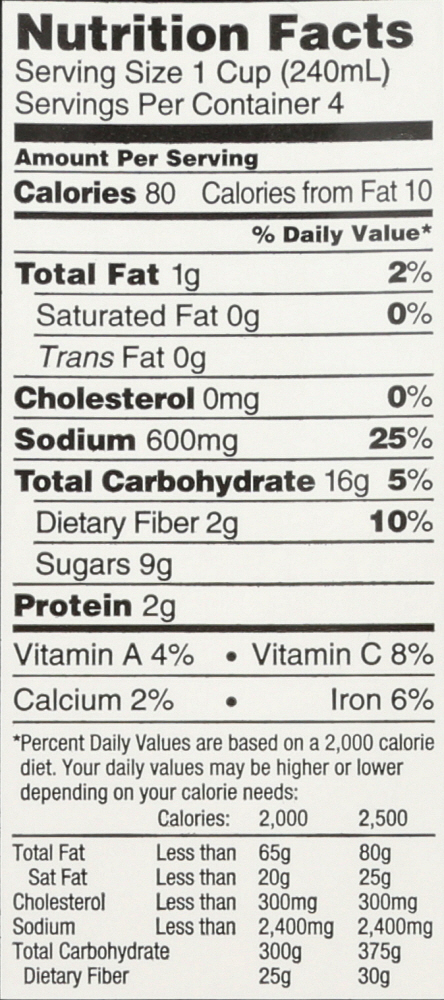 Nutrition Facts
Serving Size 1 Cup (240mL)
Servings Per Container 4
Amount Per Serving
Calories 80 Calories from Fat 10
% Daily Value*
Total Fat 1g 2%
Saturated Fat 0g 0%
Trans Fat 0g
Cholesterol 0mg 0%
Sodium 600mg 25%
Total Carbohydrate 16g 5%
Dietary Fiber 2g 10%
Sugars 9g
Protein 2g
Vitamin A 4% • Vitamin C 8%
Calcium 2% • Iron 6%
*Percent Daily Values are based on a 2,000 calorie
diet. Your daily values may be higher or lower
depending on your calorie needs:
Calories: 2,000 2,500
Total Fat Less than 65g 80g
Sat Fat Less than 20g 25g
Cholesterol Less than 300mg 300mg
Sodium Less than 2,400mg 2,400mg
Total Carbohydrate 300g 375g
Dietary Fiber 25g 30g